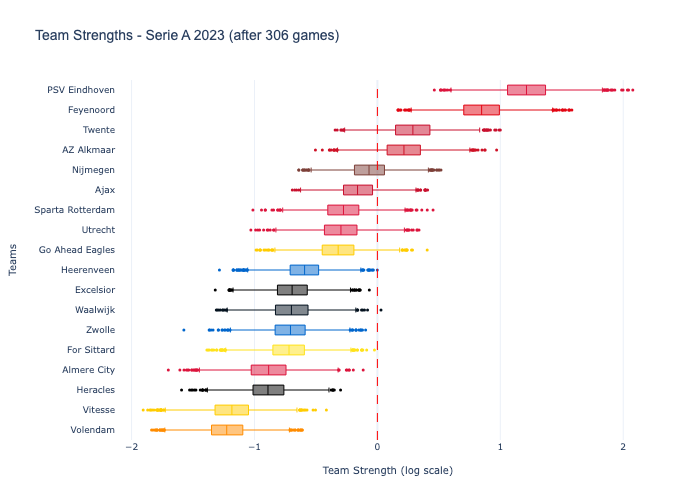 Team Strengths - Serie A 2023 (after 306 games)
PSV Eindhoven
Feyenoord
Twente
AZ Alkmaar
Nijmegen
Ajax
Sparta Rotterdam
Utrecht
Go Ahead Eagles
Heerenveen
Excelsior
Waalwijk
Zwolle
For Sittard
Almere City
Heracles
Vitesse
Volendam
Teams
−2 −1 0 1 2
Team Strength (log scale)